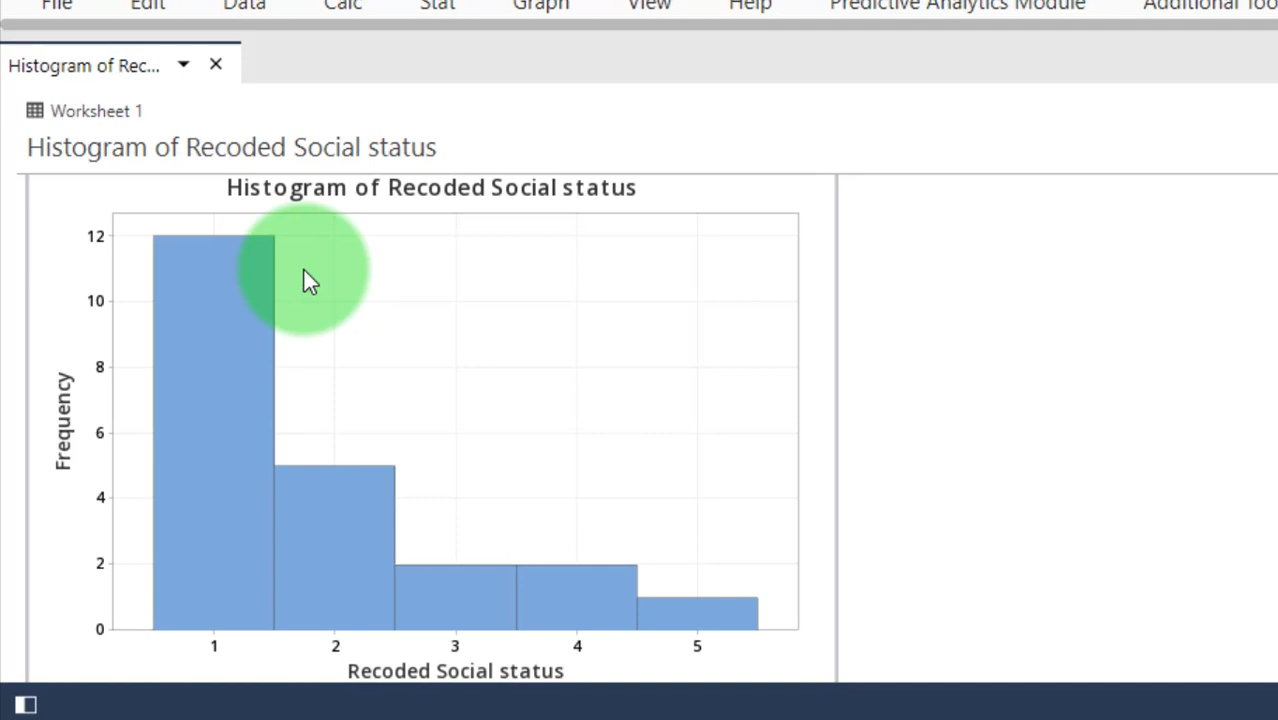 File Edit Data Calc Stat Graph View Help Predictive Analytics Module Additional Too
Histogram of Rec...
Worksheet 1
Histogram of Recoded Social status
Histogram of Recoded Social status
12
10
8
6
4
2
0
Frequency
1 2 3 4 5
Recoded Social status